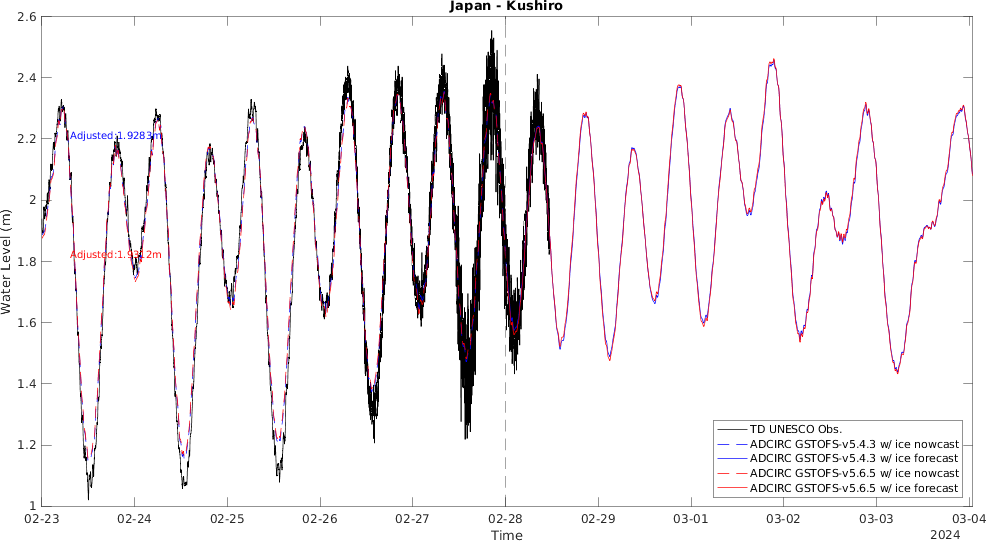 Japan - Kushiro
2.6
2.4
2.2
2
1.8
1.6
1.4
1.2
1
Water Level (m)
Adjusted:1.9283m
Adjusted:1.9312m
TD UNESCO Obs.
ADCIRC GSTOFS-v5.4.3 w/ ice nowcast
ADCIRC GSTOFS-v5.4.3 w/ ice forecast
ADCIRC GSTOFS-v5.6.5 w/ ice nowcast
ADCIRC GSTOFS-v5.6.5 w/ ice forecast
02-23 02-24 02-25 02-26 02-27 02-28 02-29 03-01 03-02 03-03 03-04
Time
2024